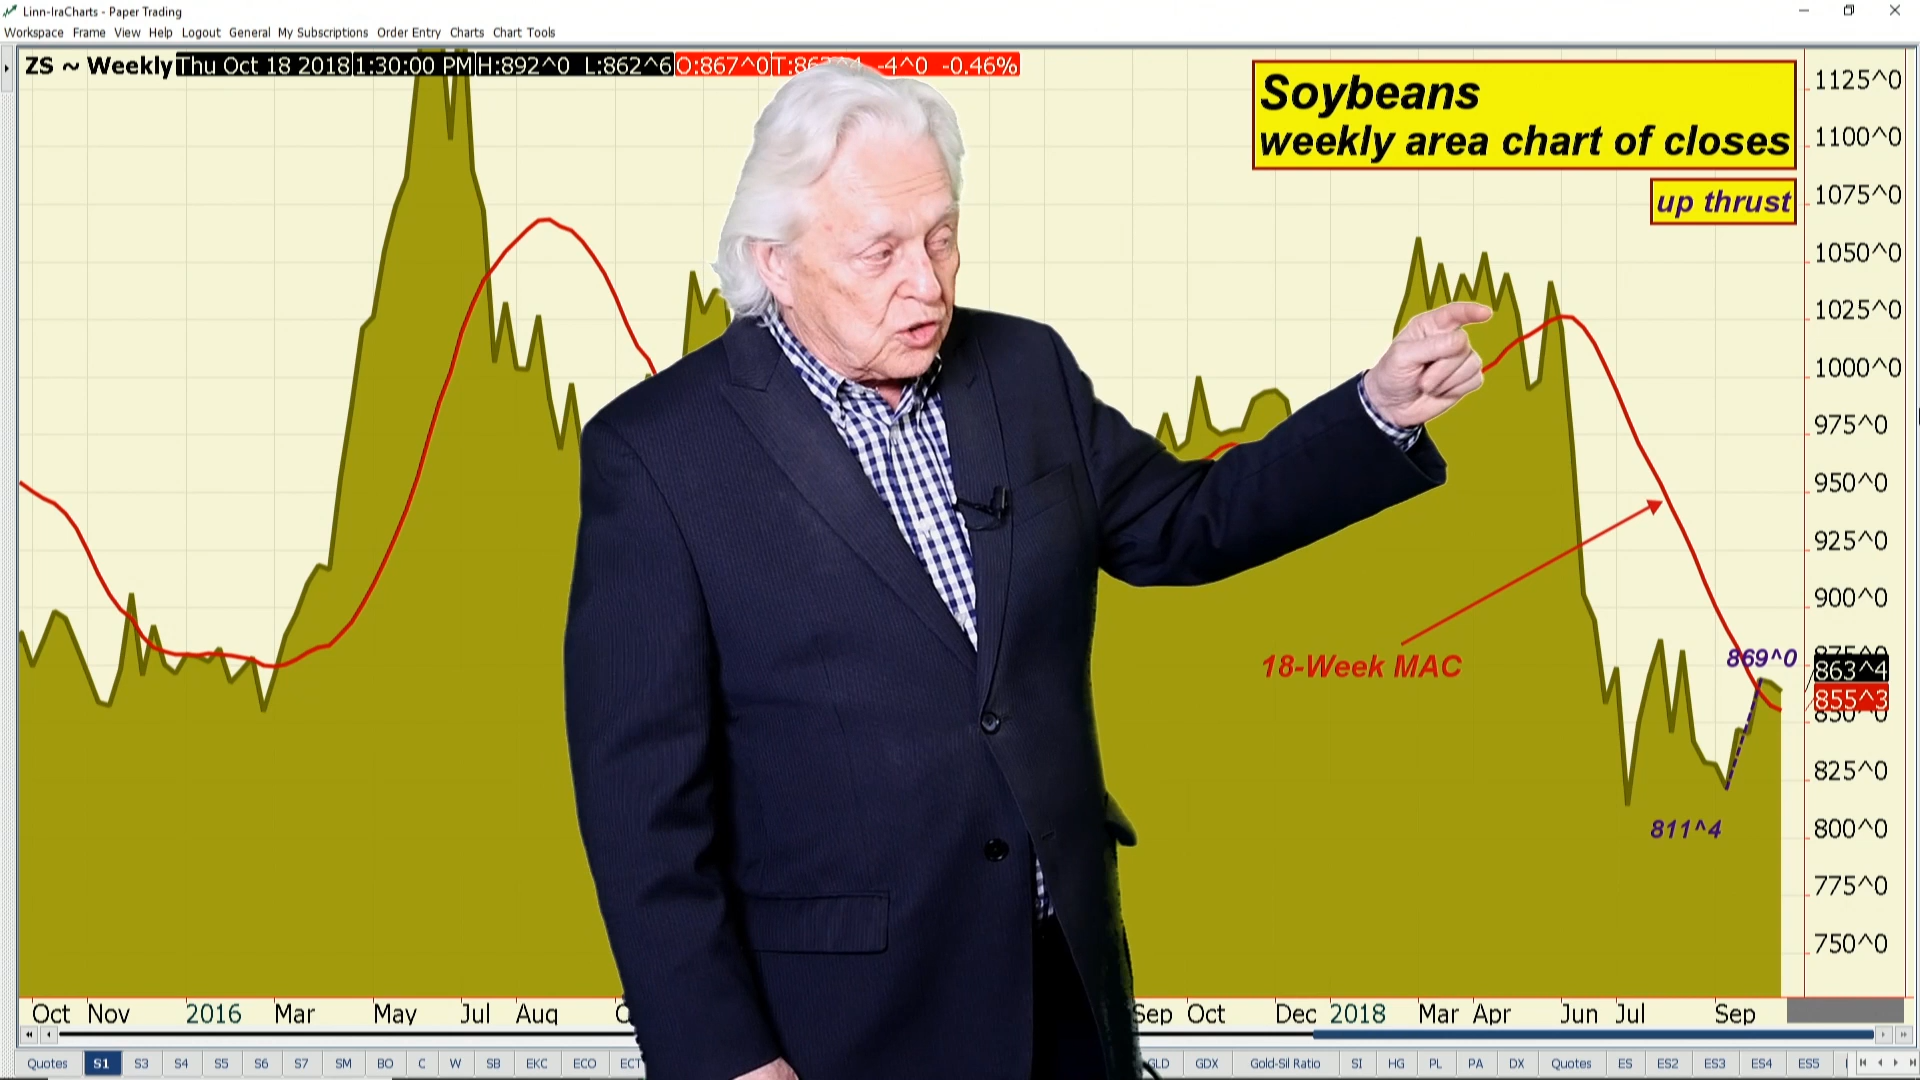 Linn-IraCharts - Paper Trading
Workspace Frame View Help Logout General My Subscriptions Order Entry Charts Chart Tools
ZS ~ Weekly Thu Oct 18 2018 1:30:00 PM H:892^0 L:862^6 O:867^0 -4^0 -0.46%
Soybeans
weekly area chart of closes
up thrust
1125^0
1100^0
1075^0
1050^0
1025^0
1000^0
975^0
950^0
925^0
900^0
18-Week MAC
869^0
863^4
855^3
811^4
825^0
800^0
775^0
750^0
Oct Nov 2016 Mar May Jul Aug Sep Oct Dec 2018 Mar Apr Jun Jul Sep
Quotes S1 S3 S4 S5 S6 S7 SM BO C W SB EKC ECO ECT GLD GDX Gold-Sil Ratio SI HG PL PA DX Quotes ES ES2 ES3 ES4 ES5